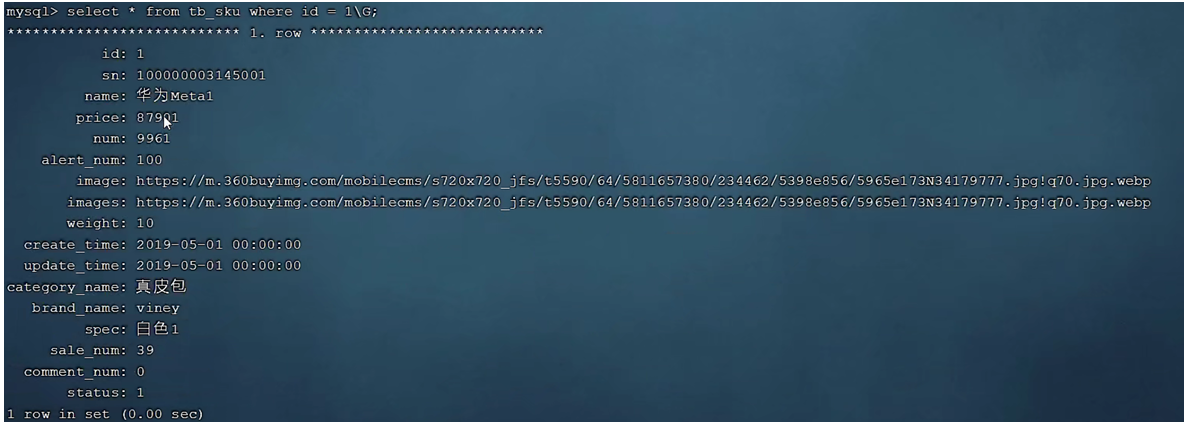 mysql> select * from tb_sku where id = 1\G;
*************************** 1. row ***************************
id: 1
sn: 100000003145001
name: 华为Meta1
price: 87901
num: 9961
alert_num: 100
image: https://m.360buyimg.com/mobilecms/s720x720_jfs/t5590/64/5811657380/234462/5398e856/5965e173N34179777.jpg!q70.jpg.webp
images: https://m.360buyimg.com/mobilecms/s720x720_jfs/t5590/64/5811657380/234462/5398e856/5965e173N34179777.jpg!q70.jpg.webp
weight: 10
create_time: 2019-05-01 00:00:00
update_time: 2019-05-01 00:00:00
category_name: 真皮包
brand_name: viney
spec: 白色1
sale_num: 39
comment_num: 0
status: 1
1 row in set (0.00 sec)